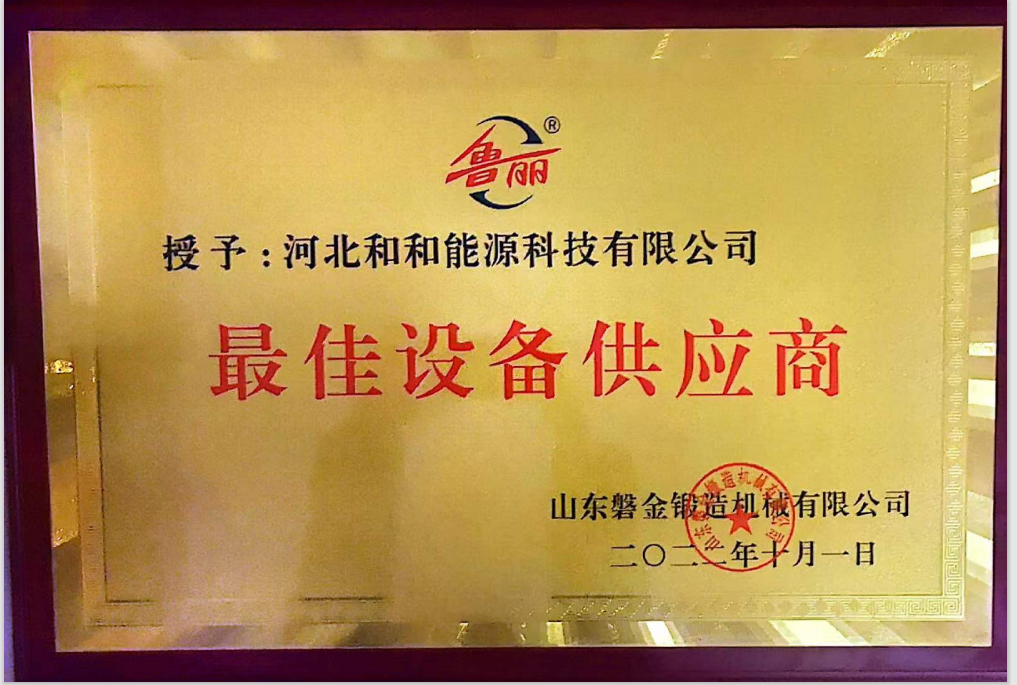 鲁丽®
授予：河北和和能源科技有限公司
最佳设备供应商
山东磐金锻造机械有限公司
二〇二二年十月一日